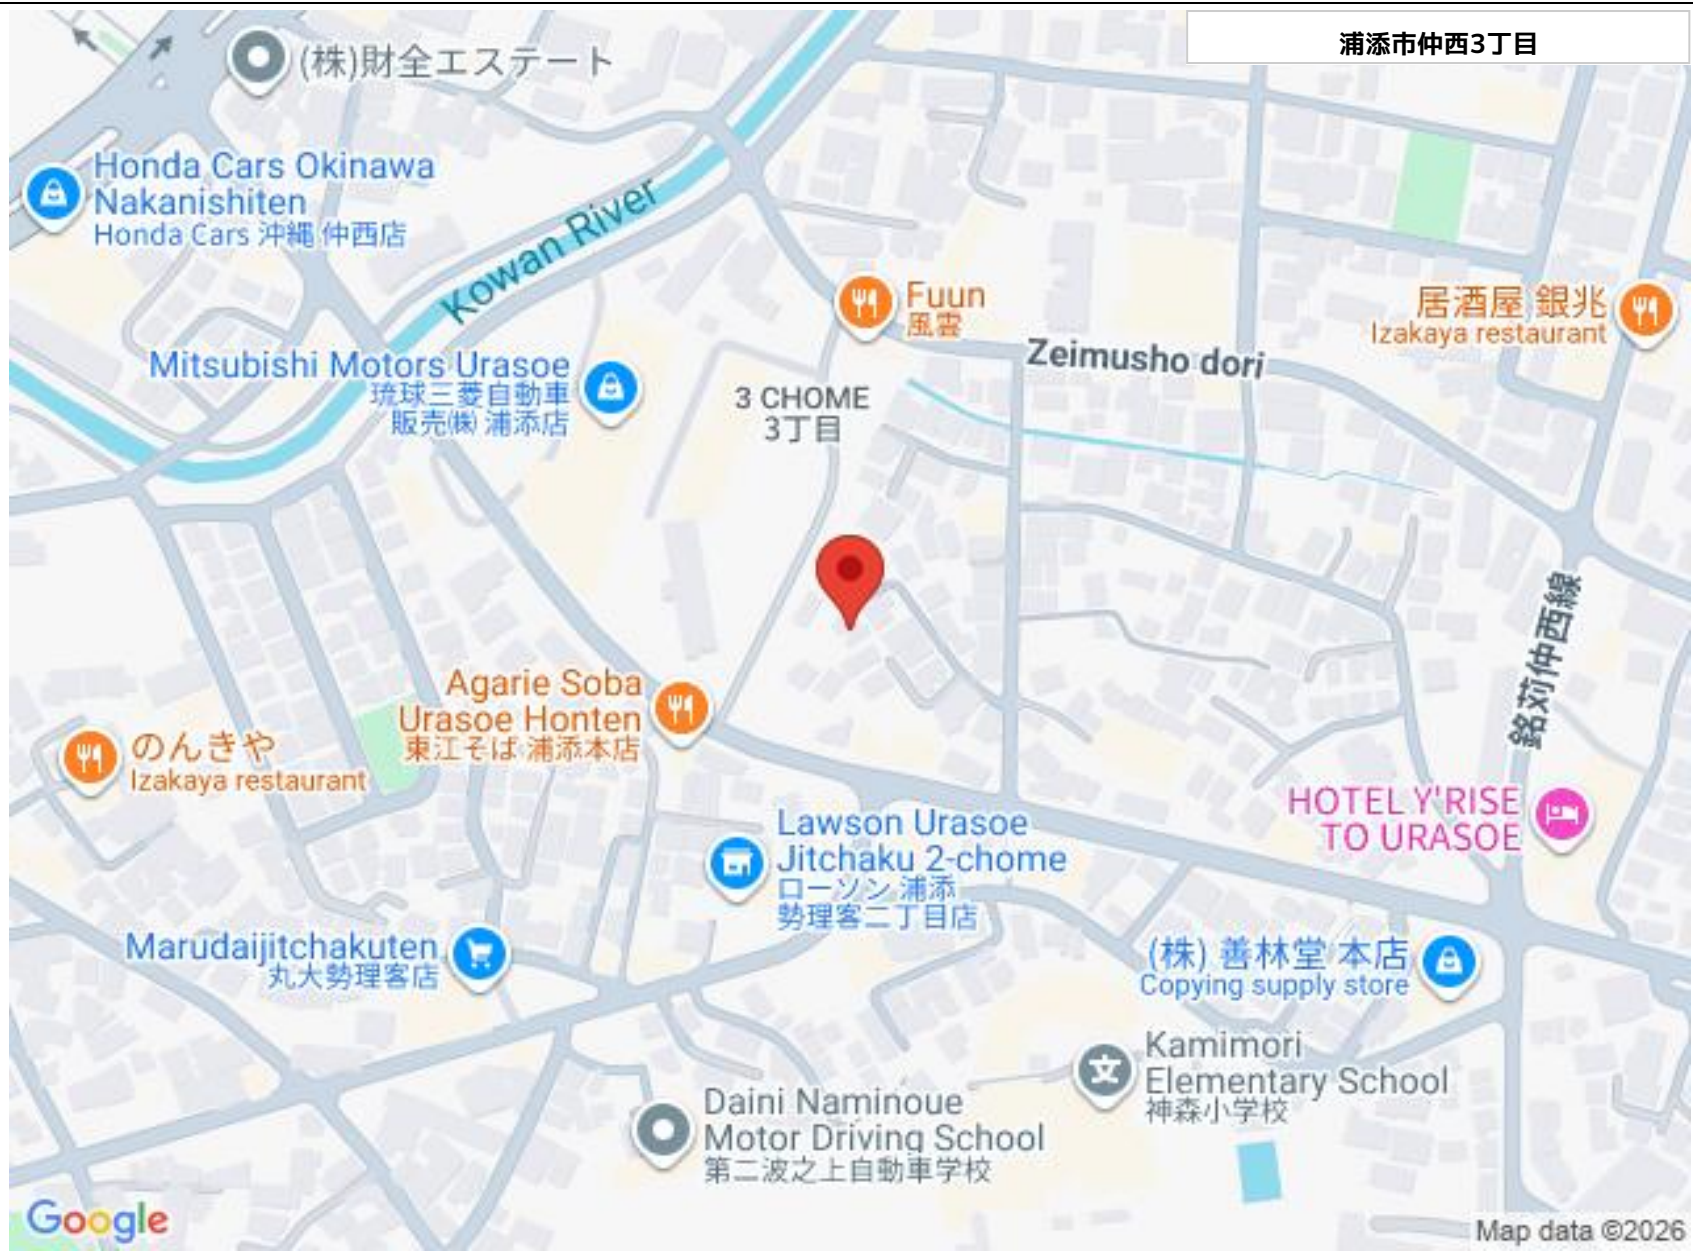 浦添市仲西3丁目
(株)財全エステート
Honda Cars Okinawa
Nakanishiten
Honda Cars 沖縄 仲西店
Kowan River
Fuun
風雲
居酒屋 銀兆
Izakaya restaurant
Zeimusho dori
Mitsubishi Motors Urasoe
琉球三菱自動車
販売㈱ 浦添店
3 CHOME
3丁目
銘苅仲西線
Agarie Soba
Urasoe Honten
東江そば 浦添本店
のんきや
Izakaya restaurant
HOTEL Y'RISE
TO URASOE
Lawson Urasoe
Jitchaku 2-chome
ローソン 浦添
勢理客二丁目店
Marudaijitchakuten
丸大勢理客店
(株) 善林堂 本店
Copying supply store
Kamimori
Elementary School
神森小学校
Daini Naminoue
Motor Driving School
第二波之上自動車学校
Google
Map data ©2026